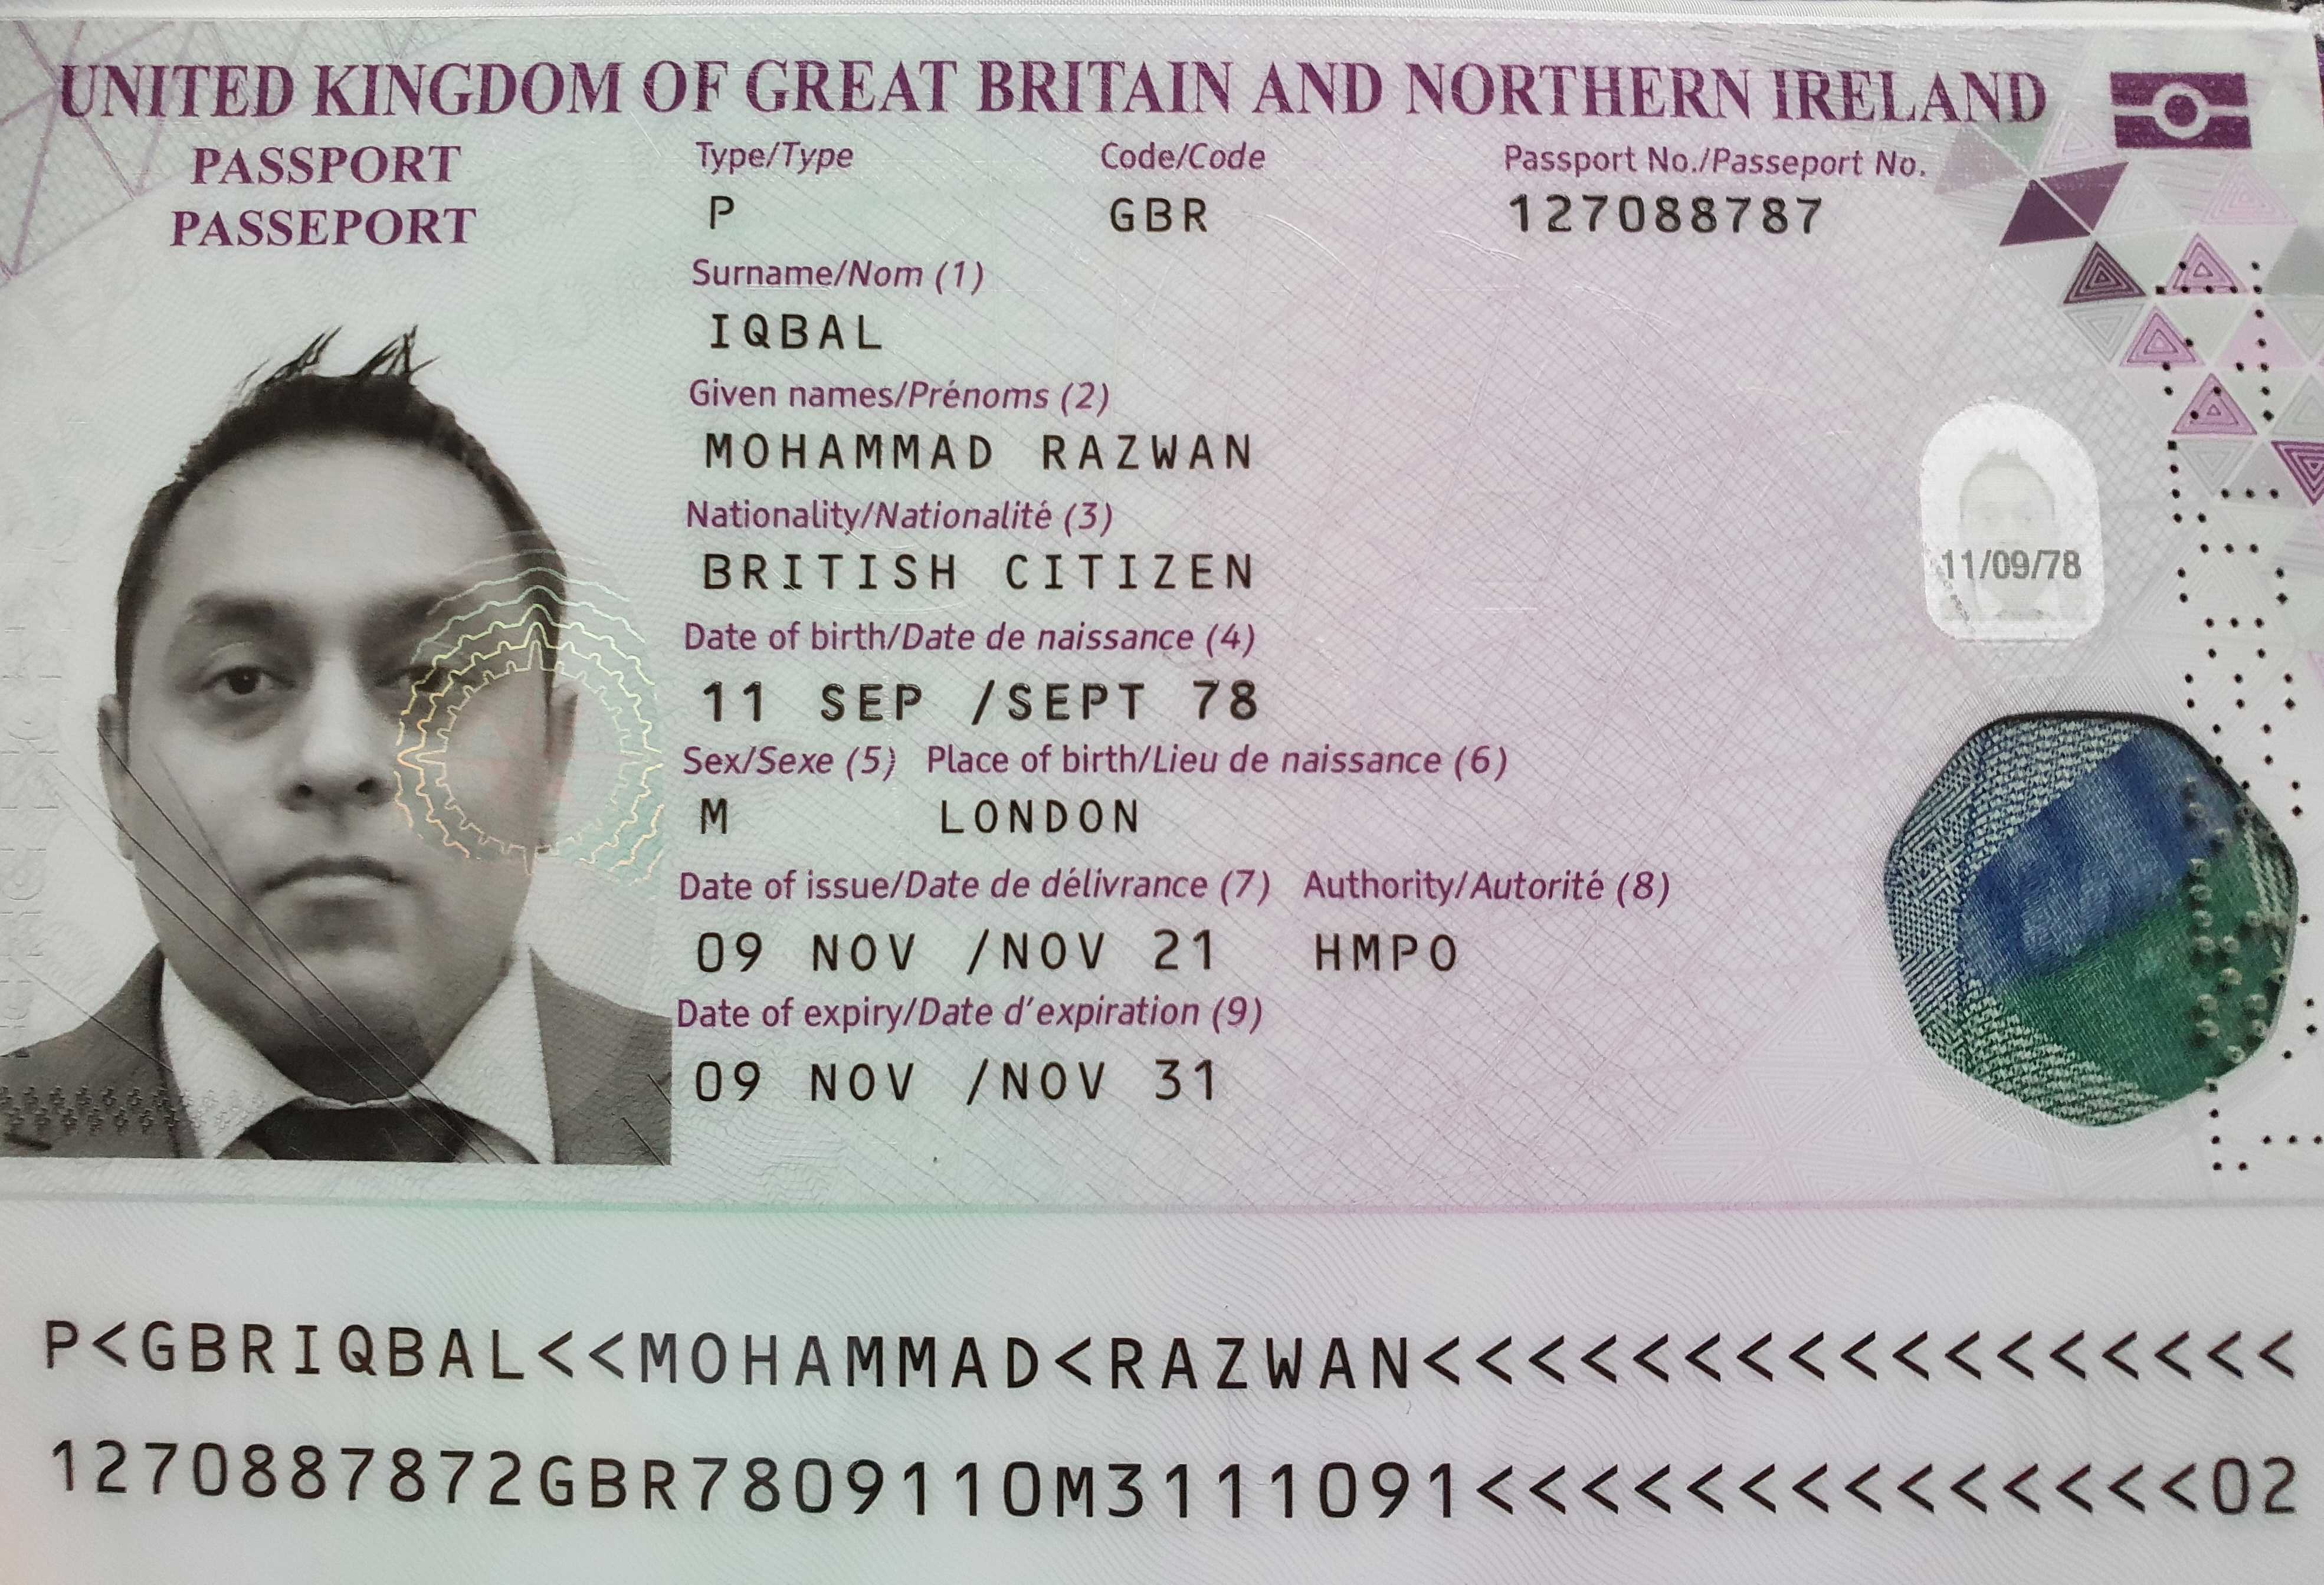 UNITED KINGDOM OF GREAT BRITAIN AND NORTHERN IRELAND
PASSPORT
PASSEPORT
Type/Type Code/Code Passport No./Passeport No.
P GBR 127088787
Surname/Nom (1)
IQBAL
Given names/Prénoms (2)
MOHAMMAD RAZWAN
Nationality/Nationalité (3)
BRITISH CITIZEN
11/09/78
Date of birth/Date de naissance (4)
11 SEP /SEPT 78
Sex/Sexe (5) Place of birth/Lieu de naissance (6)
M LONDON
Date of issue/Date de délivrance (7) Authority/Autorité (8)
09 NOV /NOV 21 HMPO
Date of expiry/Date d'expiration (9)
09 NOV /NOV 31
P<GBRIQBAL<<MOHAMMAD<RAZWAN<<<<<<<<<<<<<<<<<
1270887872GBR7809110M3111091<<<<<<<<<<<<<<02